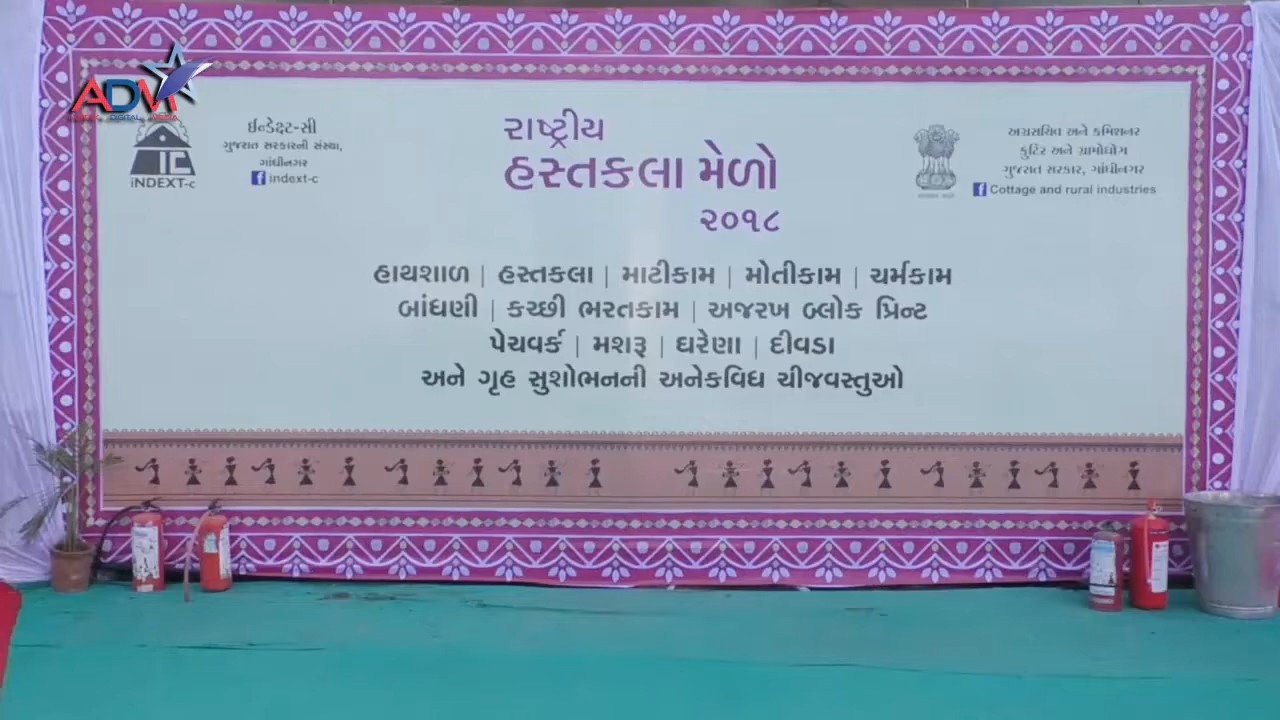 ADM
DIGITAL MEDIA
iNDEXT-c
ઈન્ડેક્ષ્ટ-સી
ગુજરાત સરકારની સંસ્થા,
ગાંધીનગર
f indext-c
રાષ્ટ્રીય
હસ્તકલા મેળો
૨૦૧૮
અગ્રસચિવ અને કમિશનર
કુટિર અને ગ્રામોધોગ
ગુજરાત સરકાર, ગાંધીનગર
f Cottage and rural industries
હાથશાળ | હસ્તકલા | માટીકામ | મોતીકામ | ચર્મકામ
બાંધણી | કચ્છી ભરતકામ | અજરખ બ્લોક પ્રિન્ટ
પેચવર્ક | મશરૂ | ઘરેણા | દીવડા
અને ગૃહ સુશોભનની અનેકવિધ ચીજવસ્તુઓ